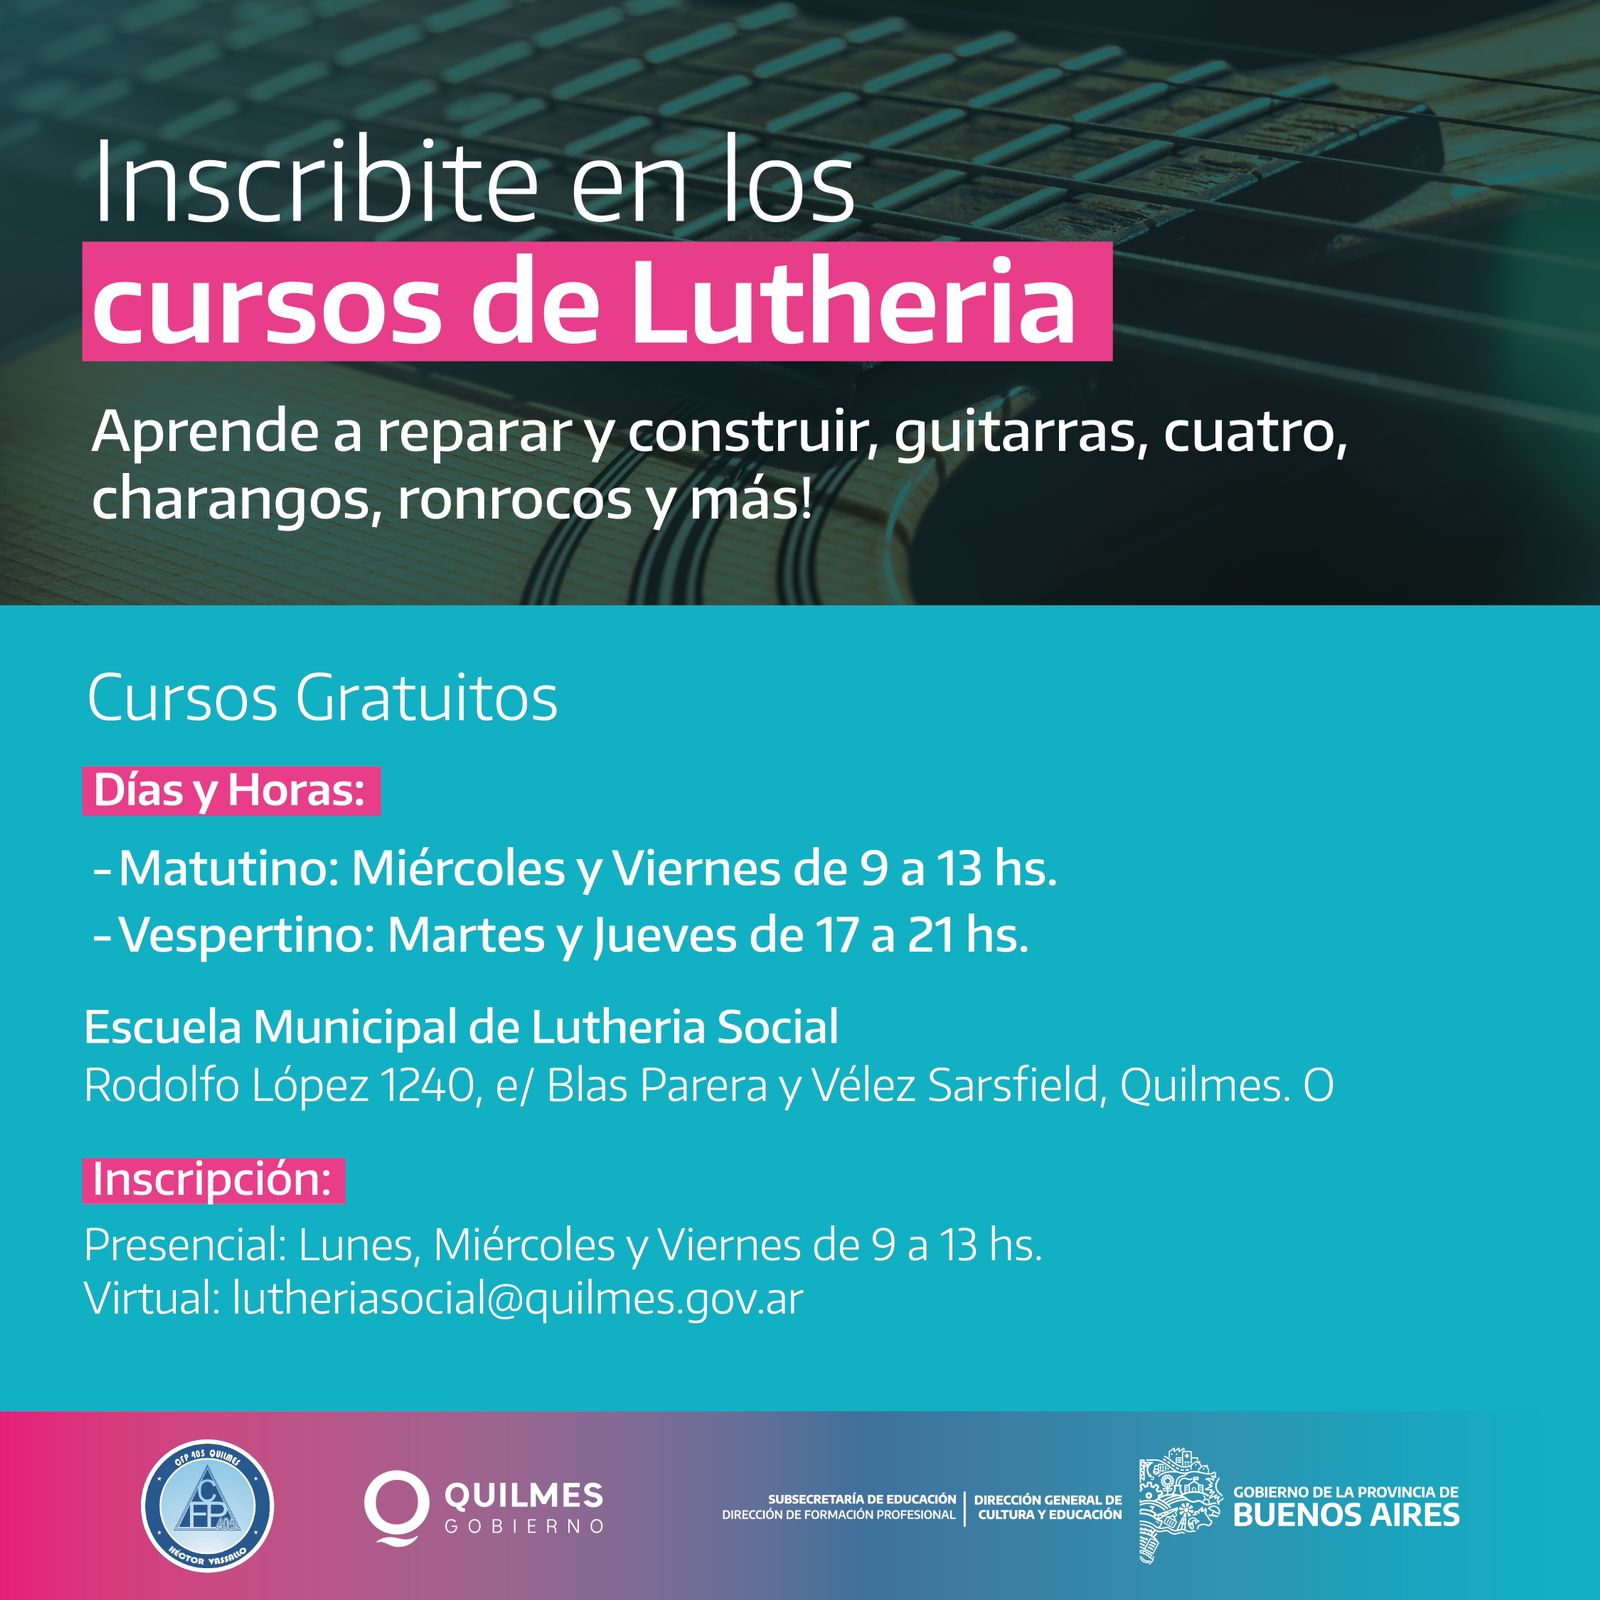 Inscribite en los
cursos de Lutheria
Aprende a reparar y construir, guitarras, cuatro,
charangos, ronrocos y más!
Cursos Gratuitos
Días y Horas:
- Matutino: Miércoles y Viernes de 9 a 13 hs.
- Vespertino: Martes y Jueves de 17 a 21 hs.
Escuela Municipal de Lutheria Social
Rodolfo López 1240, e/ Blas Parera y Vélez Sarsfield, Quilmes. O
Inscripción:
Presencial: Lunes, Miércoles y Viernes de 9 a 13 hs.
Virtual: lutheriasocial@quilmes.gov.ar
CFP 405 QUILMES
CFP
405
HÉCTOR VASSALLO
QUILMES
GOBIERNO
SUBSECRETARÍA DE EDUCACIÓN
DIRECCIÓN DE FORMACIÓN PROFESIONAL
DIRECCIÓN GENERAL DE
CULTURA Y EDUCACIÓN
GOBIERNO DE LA PROVINCIA DE
BUENOS AIRES